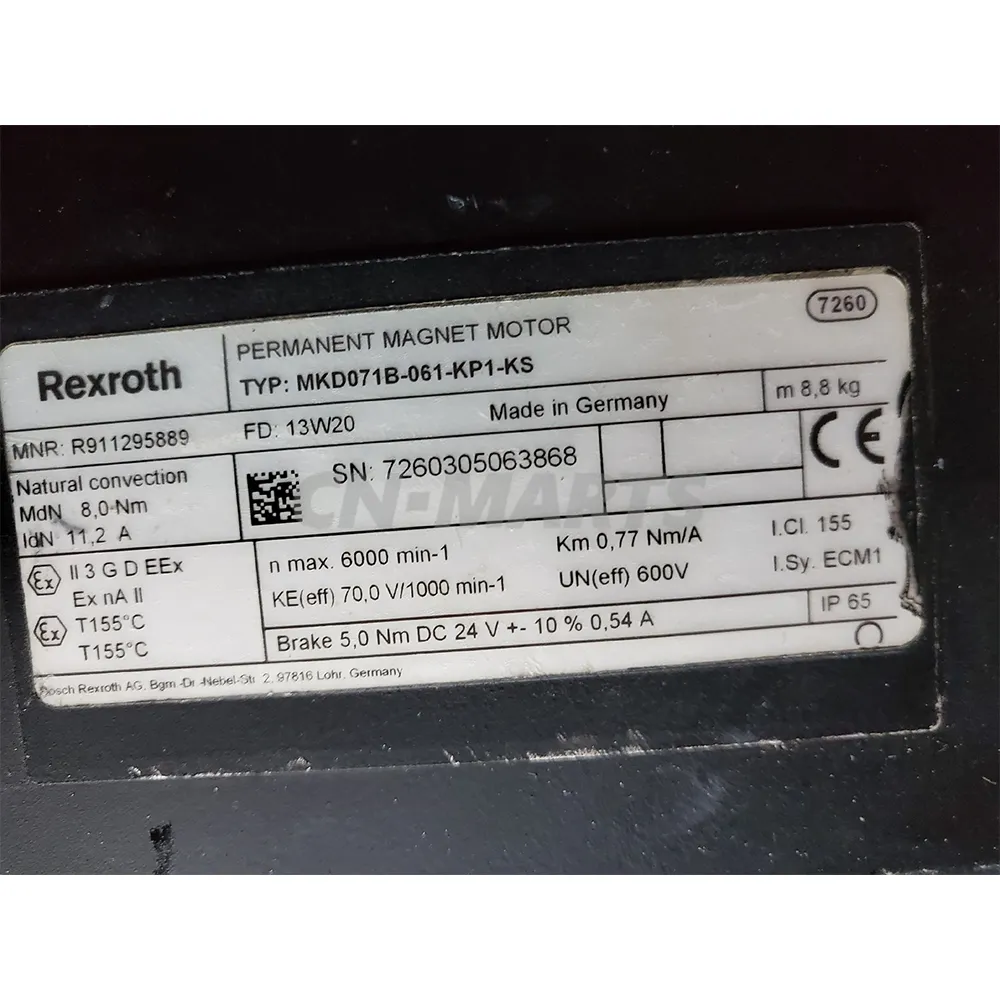 7260
Rexroth
PERMANENT MAGNET MOTOR
TYP: MKD071B-061-KP1-KS
MNR: R911295889
FD: 13W20
Made in Germany
m 8,8 kg
Natural convection
MdN 8,0 Nm
IdN 11,2 A
SN: 7260305063868
CE
CN-MARTS
Ex II 3 G D EEx
Ex nA II
Ex T155°C
T155°C
n max. 6000 min-1
Km 0,77 Nm/A
I.Cl. 155
KE(eff) 70,0 V/1000 min-1
UN(eff) 600V
I.Sy. ECM1
Brake 5,0 Nm DC 24 V +- 10 % 0,54 A
IP 65
Bosch Rexroth AG. Bgm.-Dr.-Nebel-Str. 2. 97816 Lohr. Germany